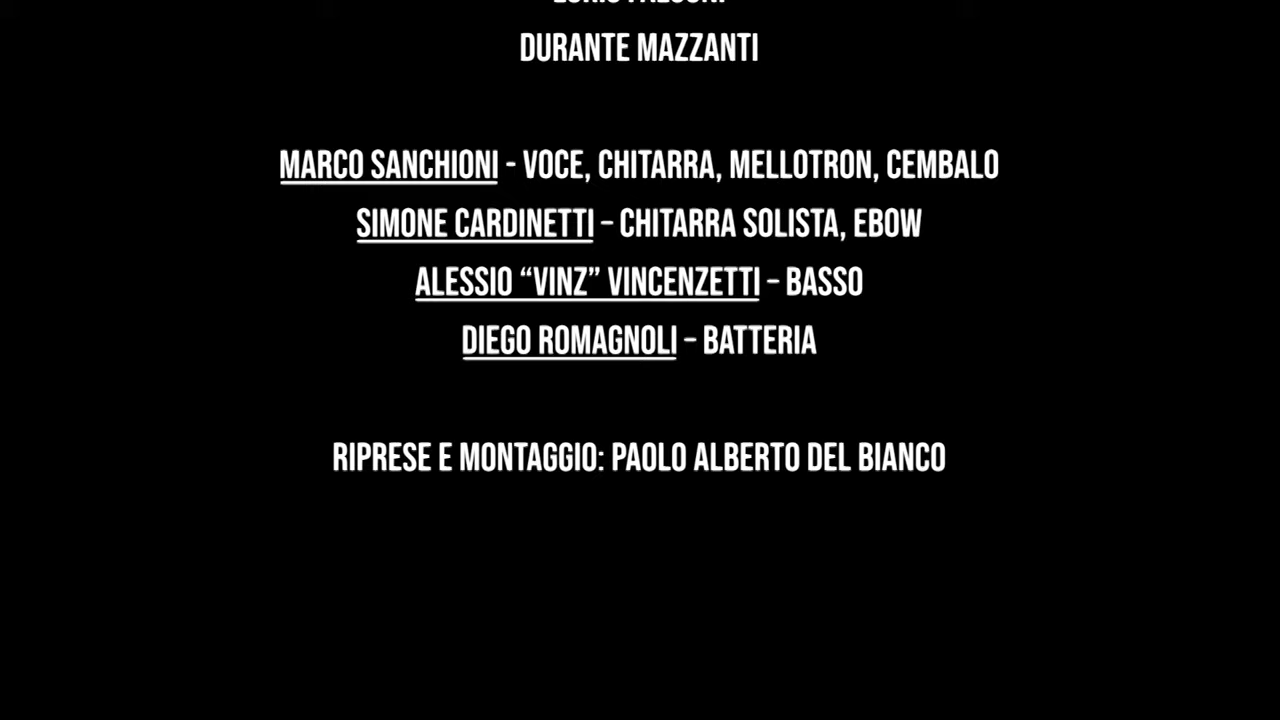 DURANTE MAZZANTI
MARCO SANCHIONI - VOCE, CHITARRA, MELLOTRON, CEMBALO
SIMONE CARDINETTI – CHITARRA SOLISTA, EBOW
ALESSIO “VINZ” VINCENZETTI – BASSO
DIEGO ROMAGNOLI – BATTERIA
RIPRESE E MONTAGGIO: PAOLO ALBERTO DEL BIANCO